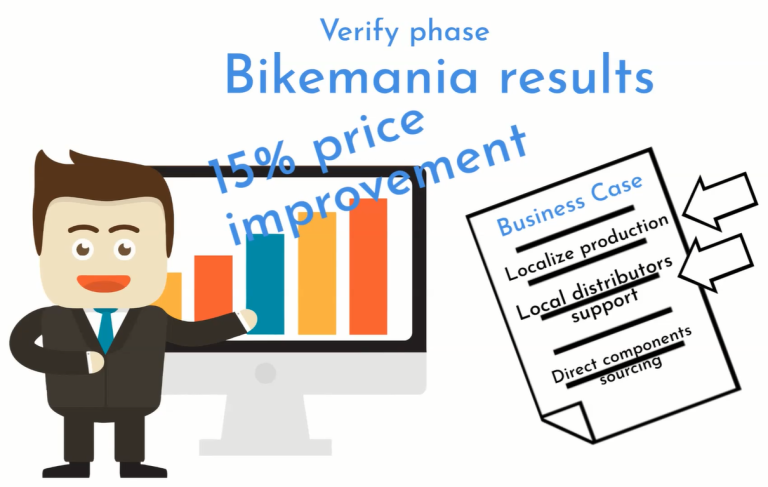 Verify phase
Bikemania results
15% price
improvement
Business Case
Localize production
Local distributors
support
Direct components
sourcing